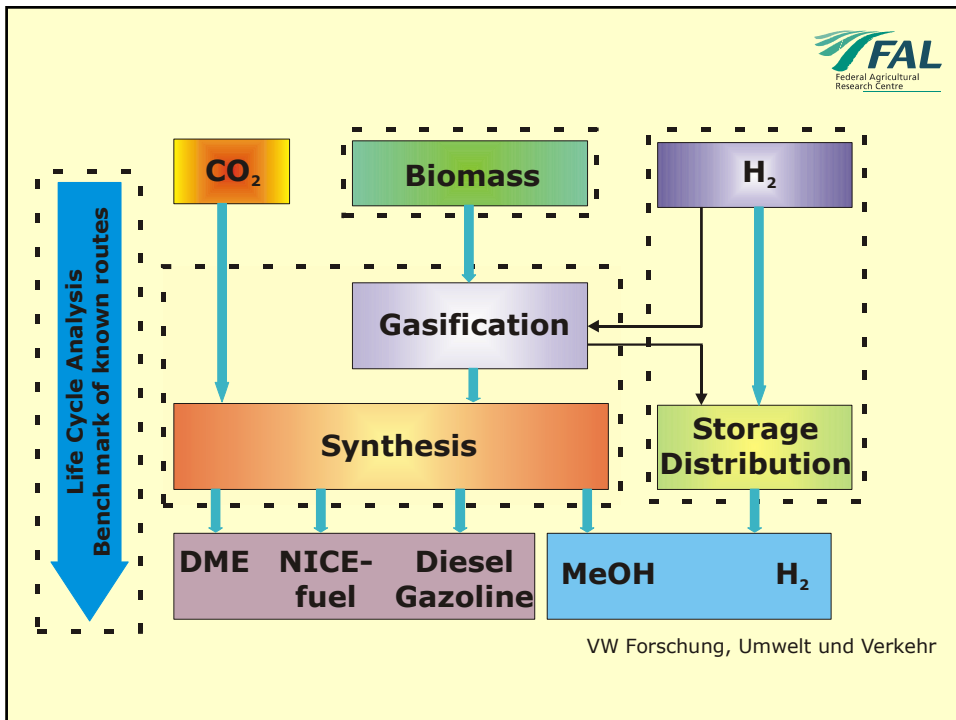 FAL
Federal Agricultural
Research Centre
CO₂
Biomass
H₂
Life Cycle Analysis
Bench mark of known routes
Gasification
Synthesis
Storage
Distribution
DME
NICE-
fuel
Diesel
Gazoline
MeOH
H₂
VW Forschung, Umwelt und Verkehr